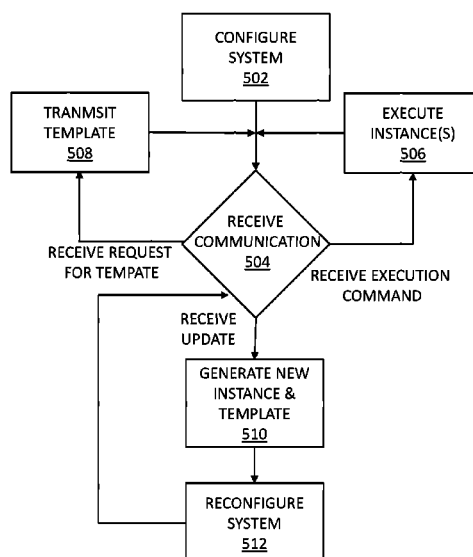 CONFIGURE
SYSTEM
502
TRANMSIT
TEMPLATE
508
EXECUTE
INSTANCE(S)
506
RECEIVE
COMMUNICATION
504
RECEIVE REQUEST
FOR TEMPATE
RECEIVE EXECUTION
COMMAND
RECEIVE
UPDATE
GENERATE NEW
INSTANCE &
TEMPLATE
510
RECONFIGURE
SYSTEM
512